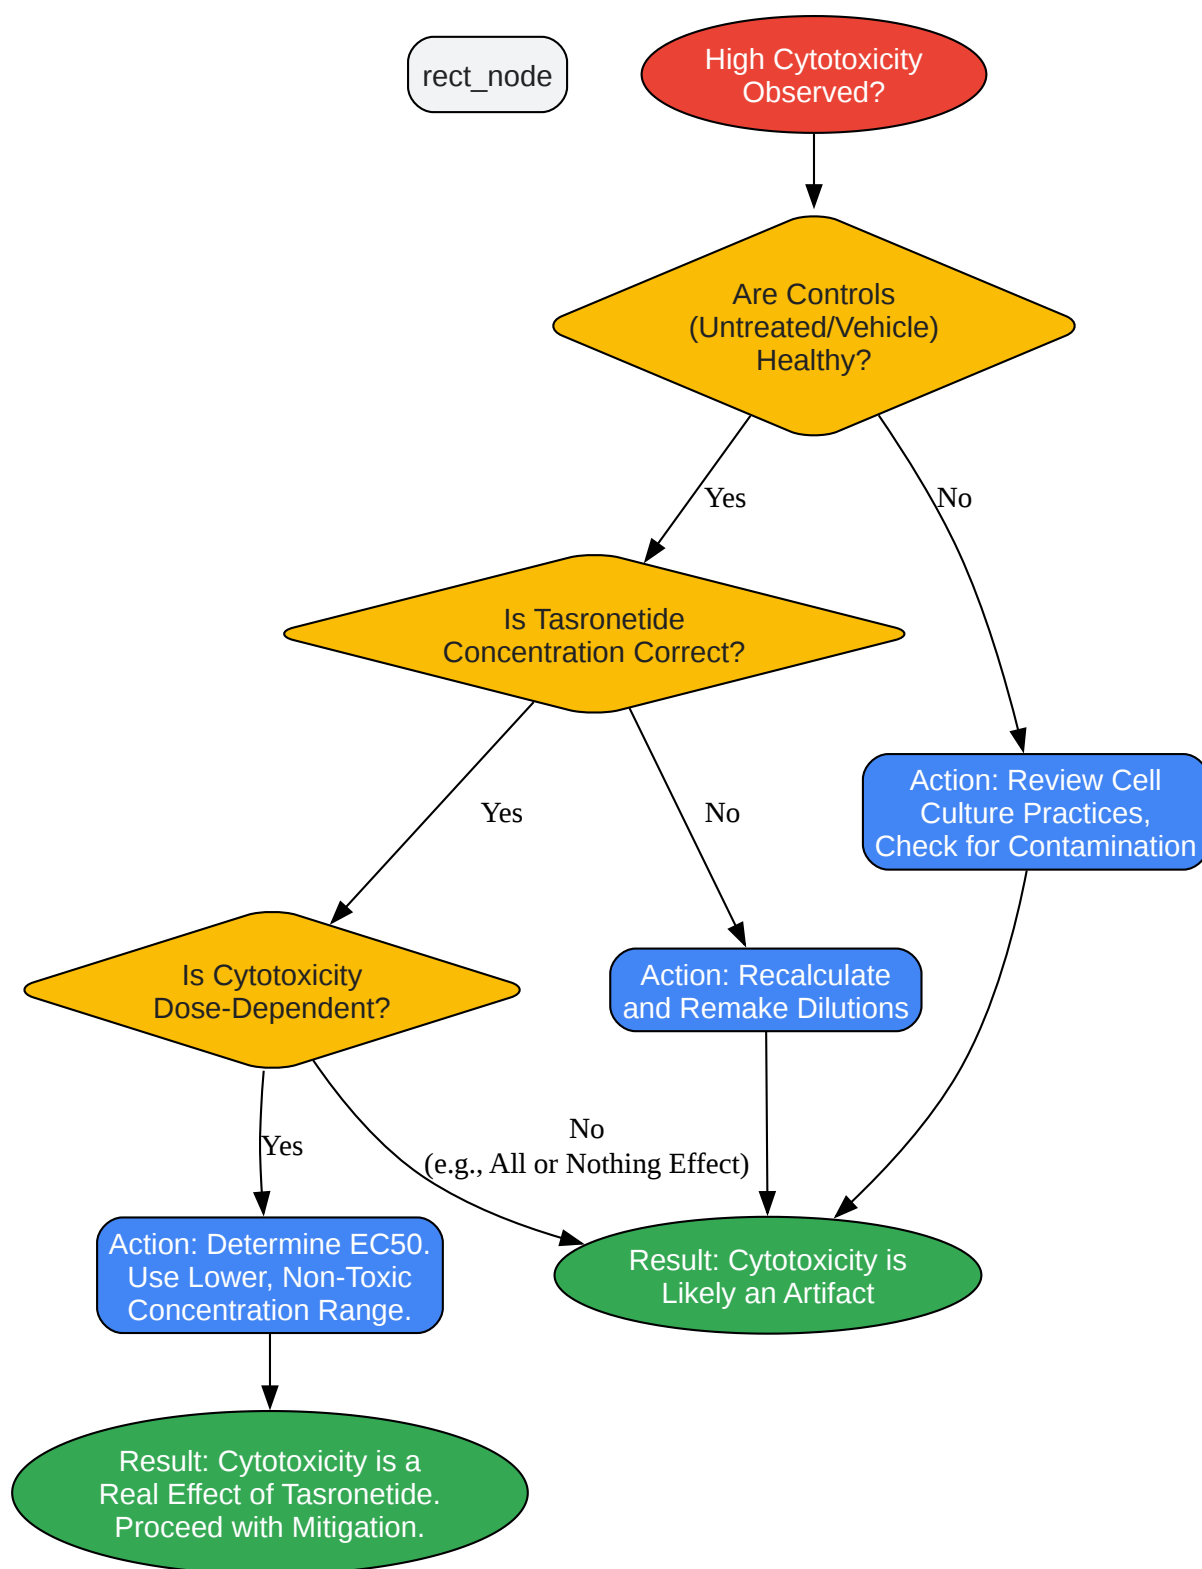 rect_node
High Cytotoxicity
Observed?
Are Controls
(Untreated/Vehicle)
Healthy?
Yes
No
Is Tasronetide
Concentration Correct?
Yes
No
Action: Review Cell
Culture Practices,
Check for Contamination
Is Cytotoxicity
Dose-Dependent?
Action: Recalculate
and Remake Dilutions
Yes
No
(e.g., All or Nothing Effect)
Action: Determine EC50.
Use Lower, Non-Toxic
Concentration Range.
Result: Cytotoxicity is
Likely an Artifact
Result: Cytotoxicity is a
Real Effect of Tasronetide.
Proceed with Mitigation.